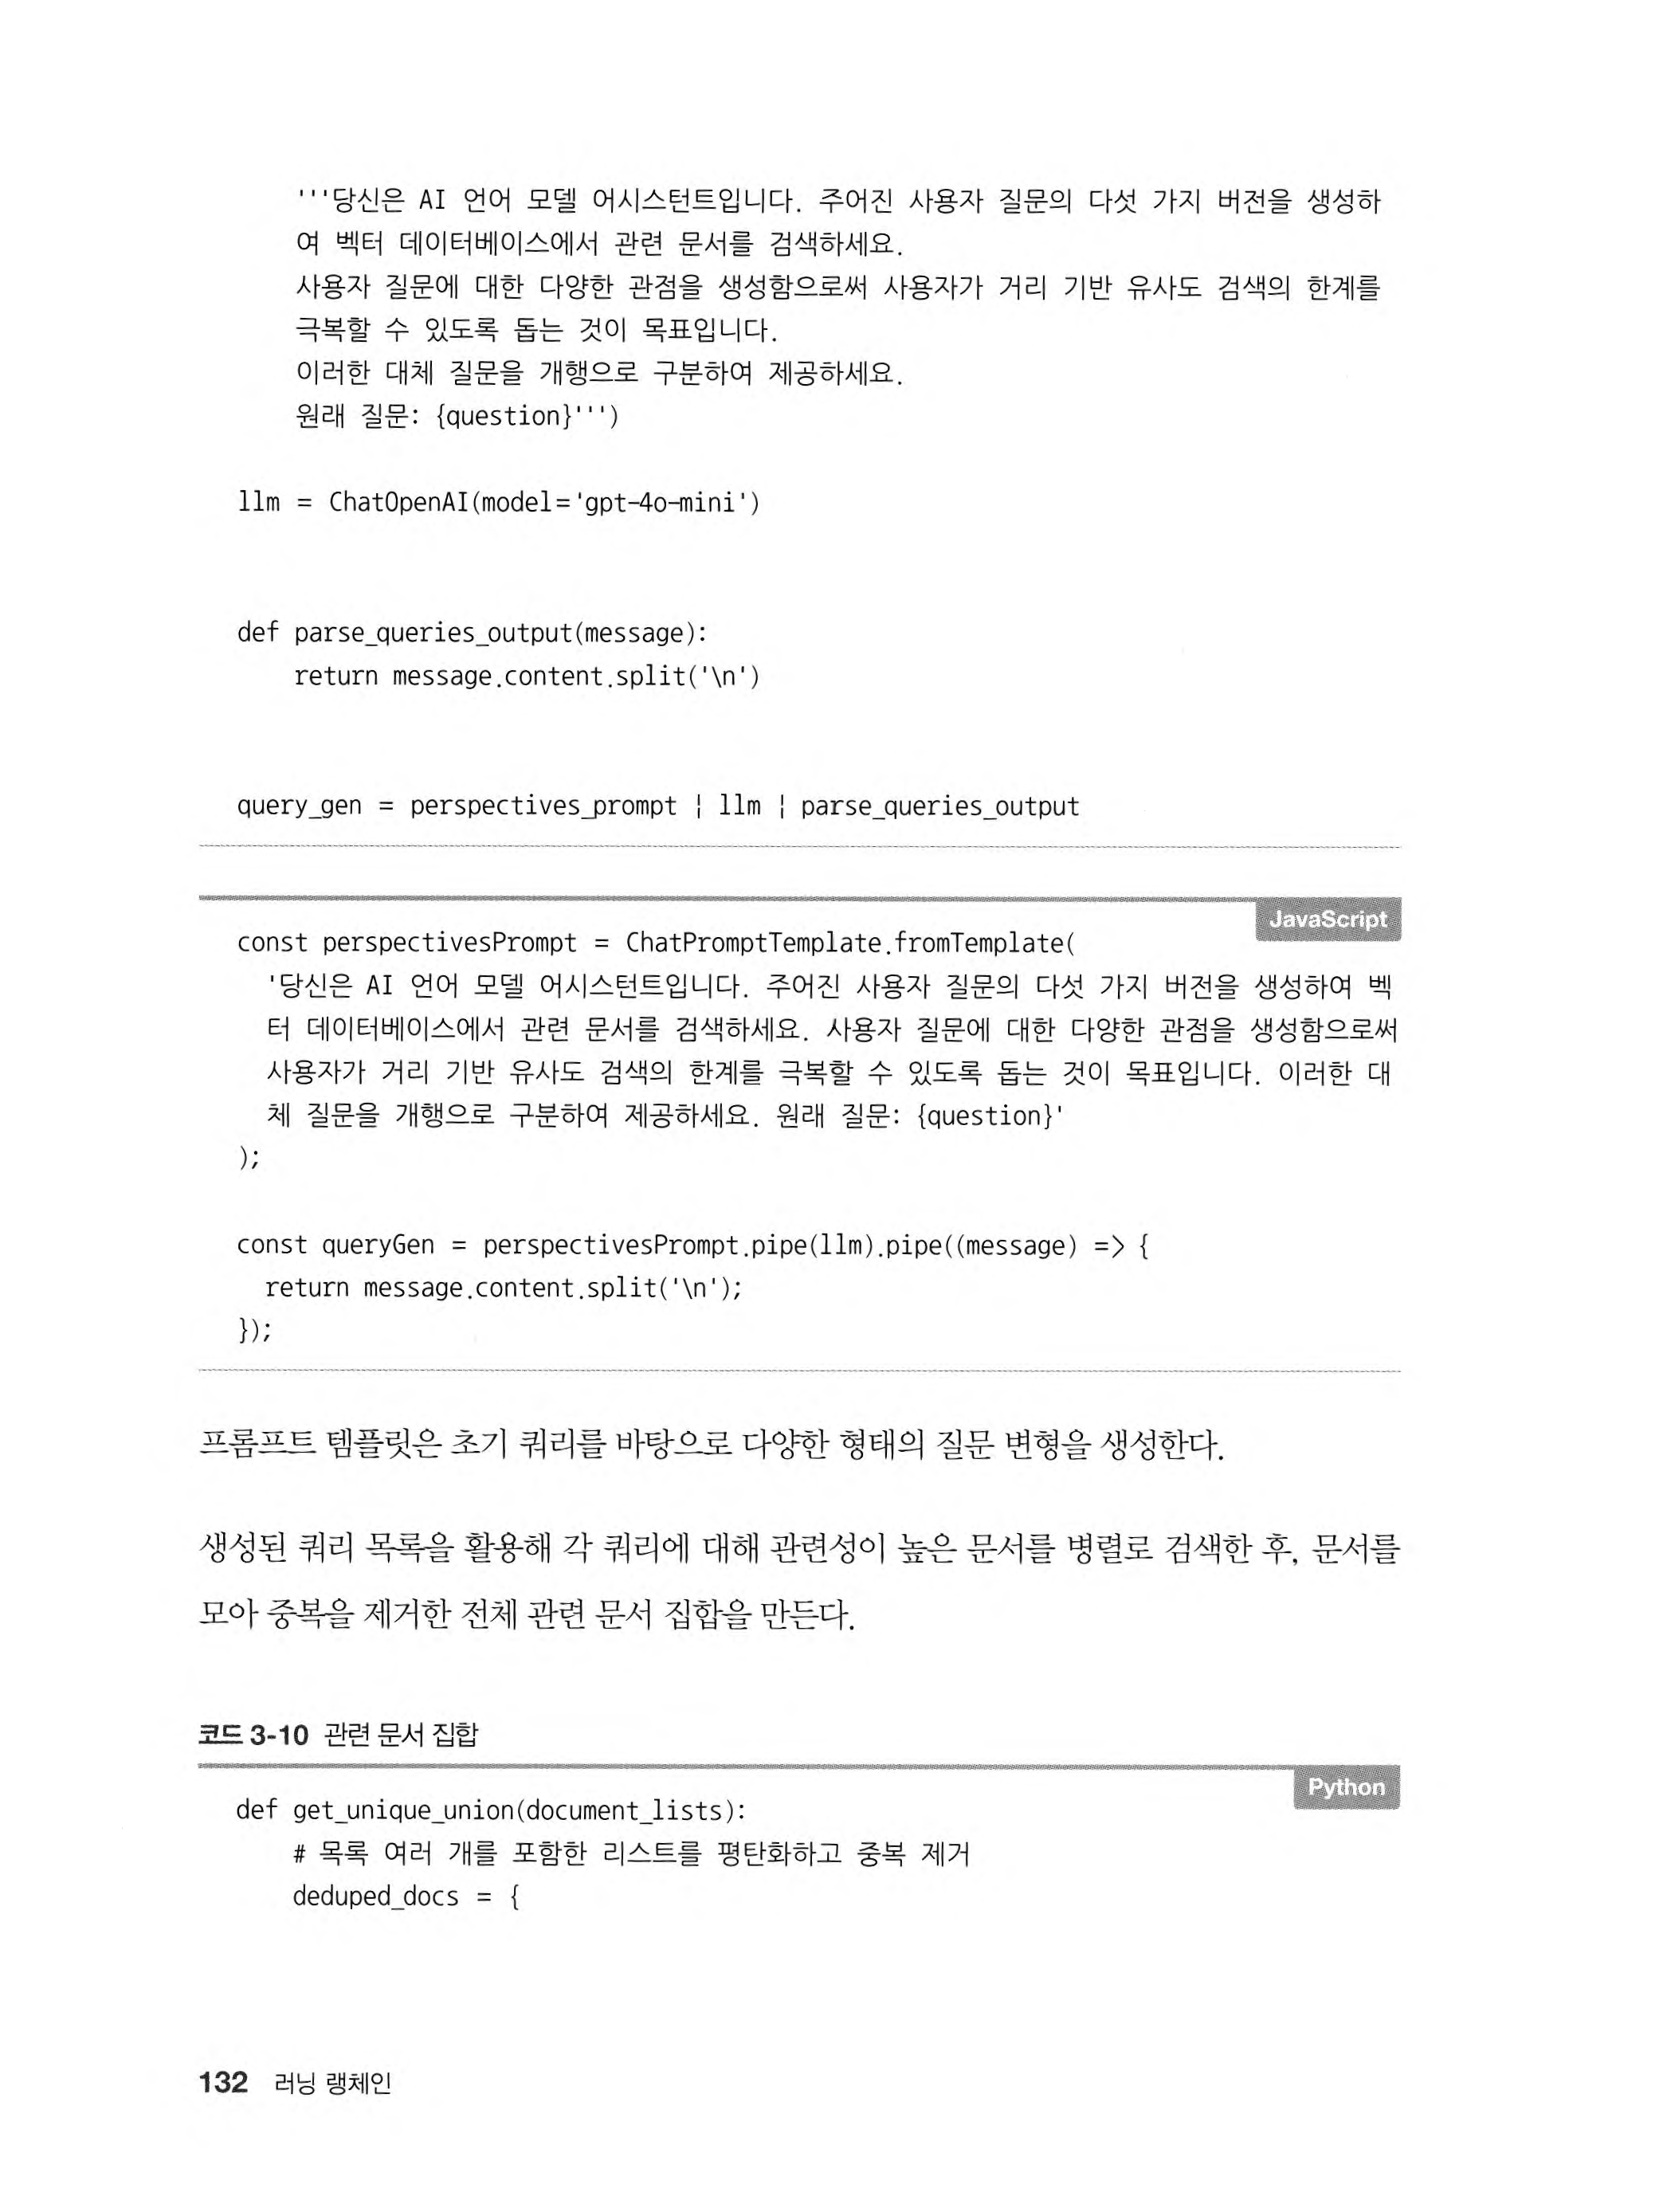 '''당신은 AI 언어 모델 어시스턴트입니다. 주어진 사용자 질문의 다섯 가지 버전을 생성하
여 벡터 데이터베이스에서 관련 문서를 검색하세요.
사용자 질문에 대한 다양한 관점을 생성함으로써 사용자가 거리 기반 유사도 검색의 한계를
극복할 수 있도록 돕는 것이 목표입니다.
이러한 대체 질문을 개행으로 구분하여 제공하세요.
원래 질문: {question}''')
llm = ChatOpenAI(model='gpt-4o-mini')
def parse_queries_output(message):
    return message.content.split('\n')
query_gen = perspectives_prompt ¦ llm ¦ parse_queries_output
JavaScript
const perspectivesPrompt = ChatPromptTemplate.fromTemplate(
  '당신은 AI 언어 모델 어시스턴트입니다. 주어진 사용자 질문의 다섯 가지 버전을 생성하여 벡
  터 데이터베이스에서 관련 문서를 검색하세요. 사용자 질문에 대한 다양한 관점을 생성함으로써
  사용자가 거리 기반 유사도 검색의 한계를 극복할 수 있도록 돕는 것이 목표입니다. 이러한 대
  체 질문을 개행으로 구분하여 제공하세요. 원래 질문: {question}'
);
const queryGen = perspectivesPrompt.pipe(llm).pipe((message) => {
  return message.content.split('\n');
});
프롬프트 템플릿은 초기 쿼리를 바탕으로 다양한 형태의 질문 변형을 생성한다.
생성된 쿼리 목록을 활용해 각 쿼리에 대해 관련성이 높은 문서를 병렬로 검색한 후, 문서를
모아 중복을 제거한 전체 관련 문서 집합을 만든다.
코드 3-10 관련 문서 집합
Python
def get_unique_union(document_lists):
    # 목록 여러 개를 포함한 리스트를 평탄화하고 중복 제거
    deduped_docs = {
132 러닝 랭체인